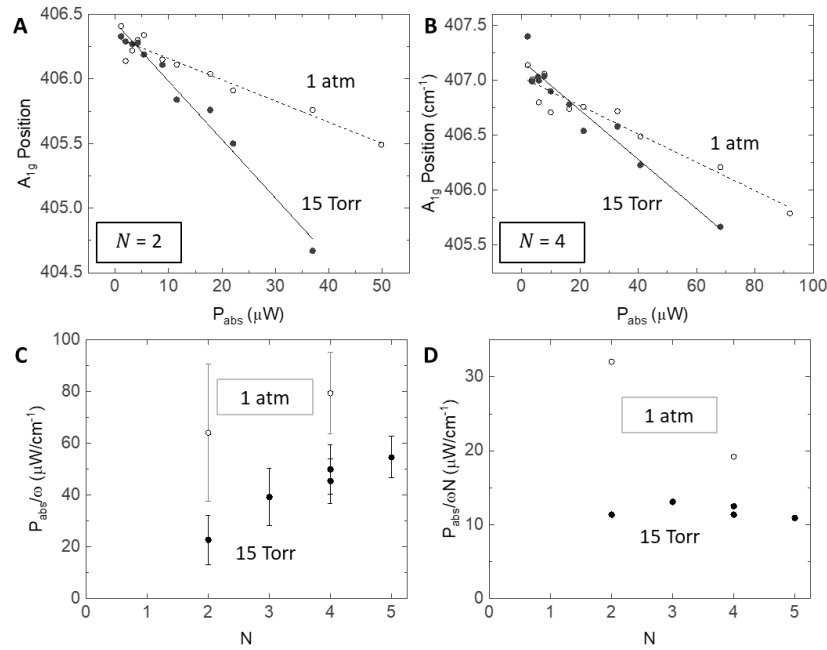 A
406.5
406.0
405.5
405.0
404.5
A1g Position
1 atm
15 Torr
N = 2
0 10 20 30 40 50
Pabs (μW)
B
407.5
407.0
406.5
406.0
405.5
A1g Position (cm-1)
1 atm
15 Torr
N = 4
0 20 40 60 80 100
Pabs (μW)
C
100
80
60
40
20
0
Pabs/ω (μW/cm-1)
1 atm
15 Torr
0 1 2 3 4 5
N
D
30
20
10
0
Pabs/ωN (μW/cm-1)
1 atm
15 Torr
0 1 2 3 4 5
N